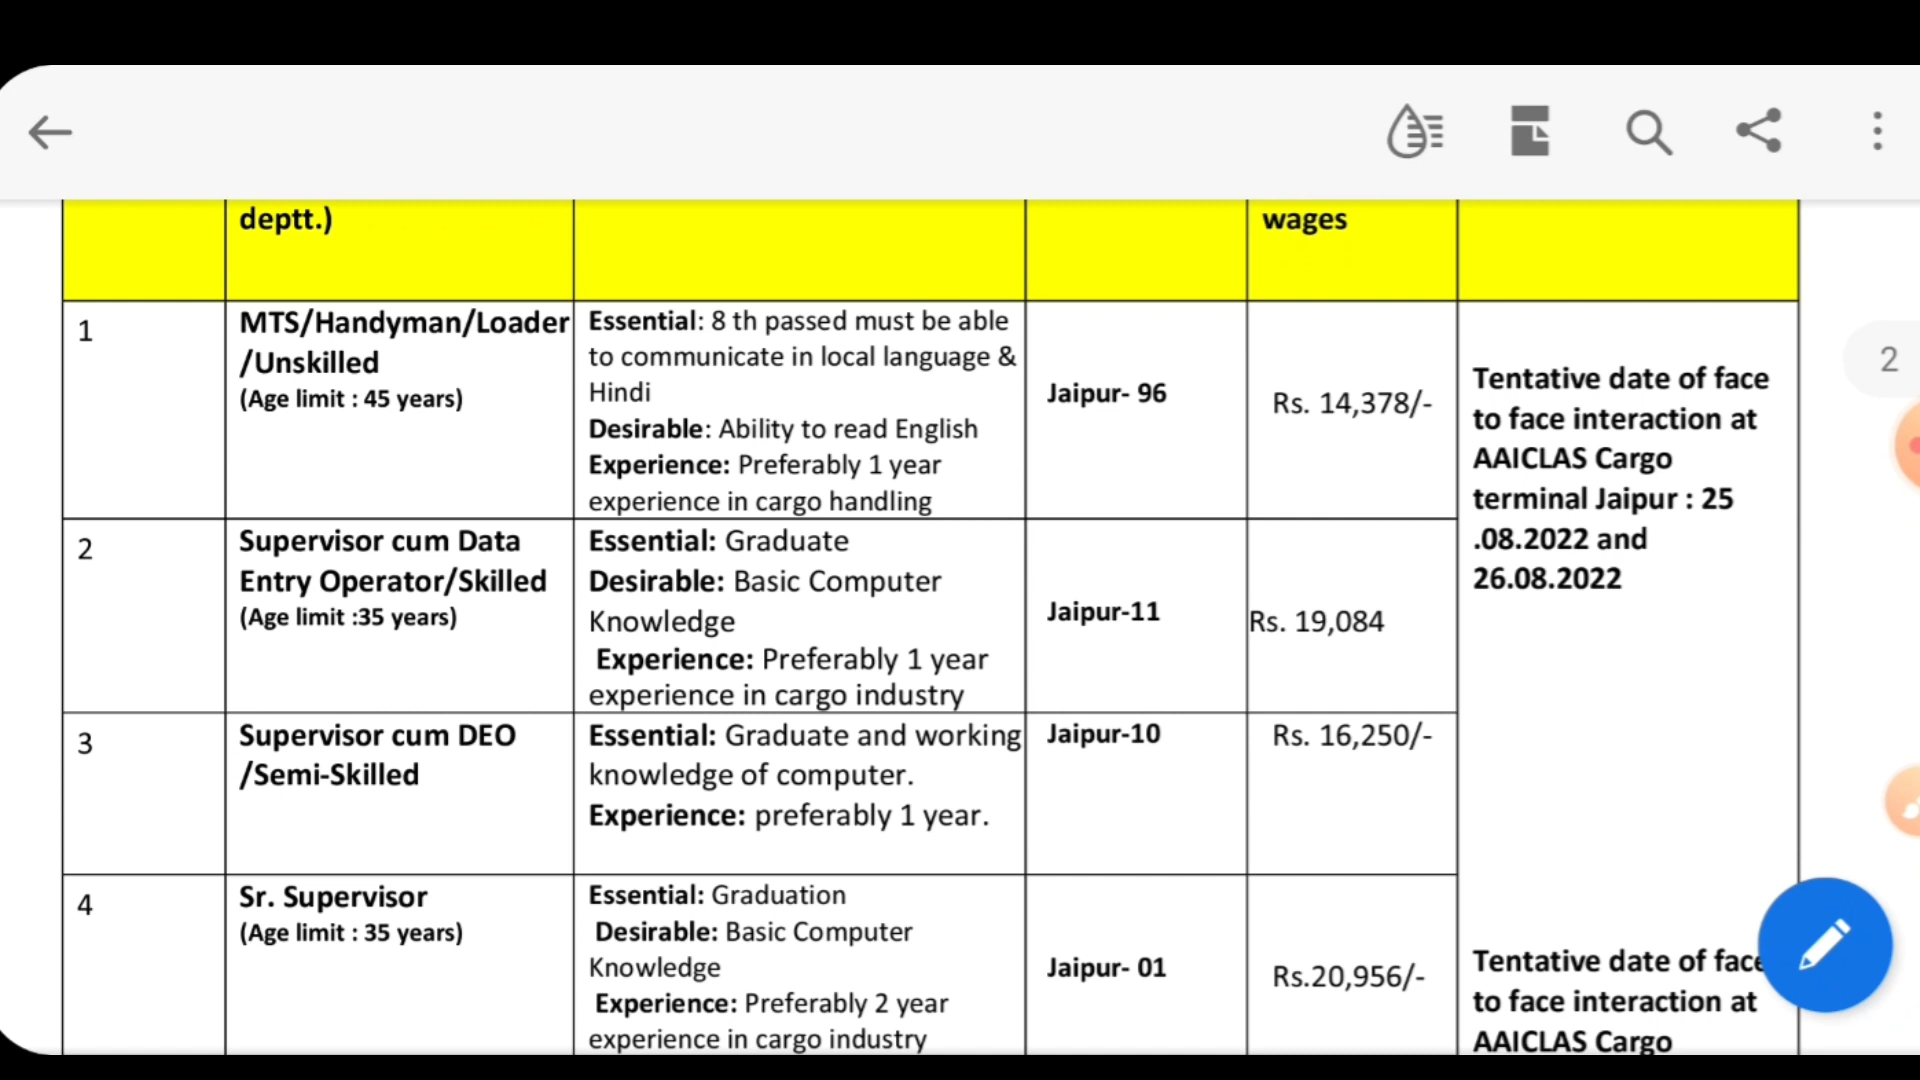 deptt.)
wages
1
MTS/Handyman/Loader
/Unskilled
(Age limit : 45 years)
Essential: 8 th passed must be able
to communicate in local language &
Hindi
Desirable: Ability to read English
Experience: Preferably 1 year
experience in cargo handling
Jaipur- 96
Rs. 14,378/-
Tentative date of face
to face interaction at
AAICLAS Cargo
terminal Jaipur : 25
.08.2022 and
26.08.2022
2
2
Supervisor cum Data
Entry Operator/Skilled
(Age limit :35 years)
Essential: Graduate
Desirable: Basic Computer
Knowledge
Experience: Preferably 1 year
experience in cargo industry
Jaipur-11
Rs. 19,084
3
Supervisor cum DEO
/Semi-Skilled
Essential: Graduate and working
knowledge of computer.
Experience: preferably 1 year.
Jaipur-10
Rs. 16,250/-
4
Sr. Supervisor
(Age limit : 35 years)
Essential: Graduation
Desirable: Basic Computer
Knowledge
Experience: Preferably 2 year
experience in cargo industry
Jaipur- 01
Rs.20,956/-
Tentative date of face
to face interaction at
AAICLAS Cargo